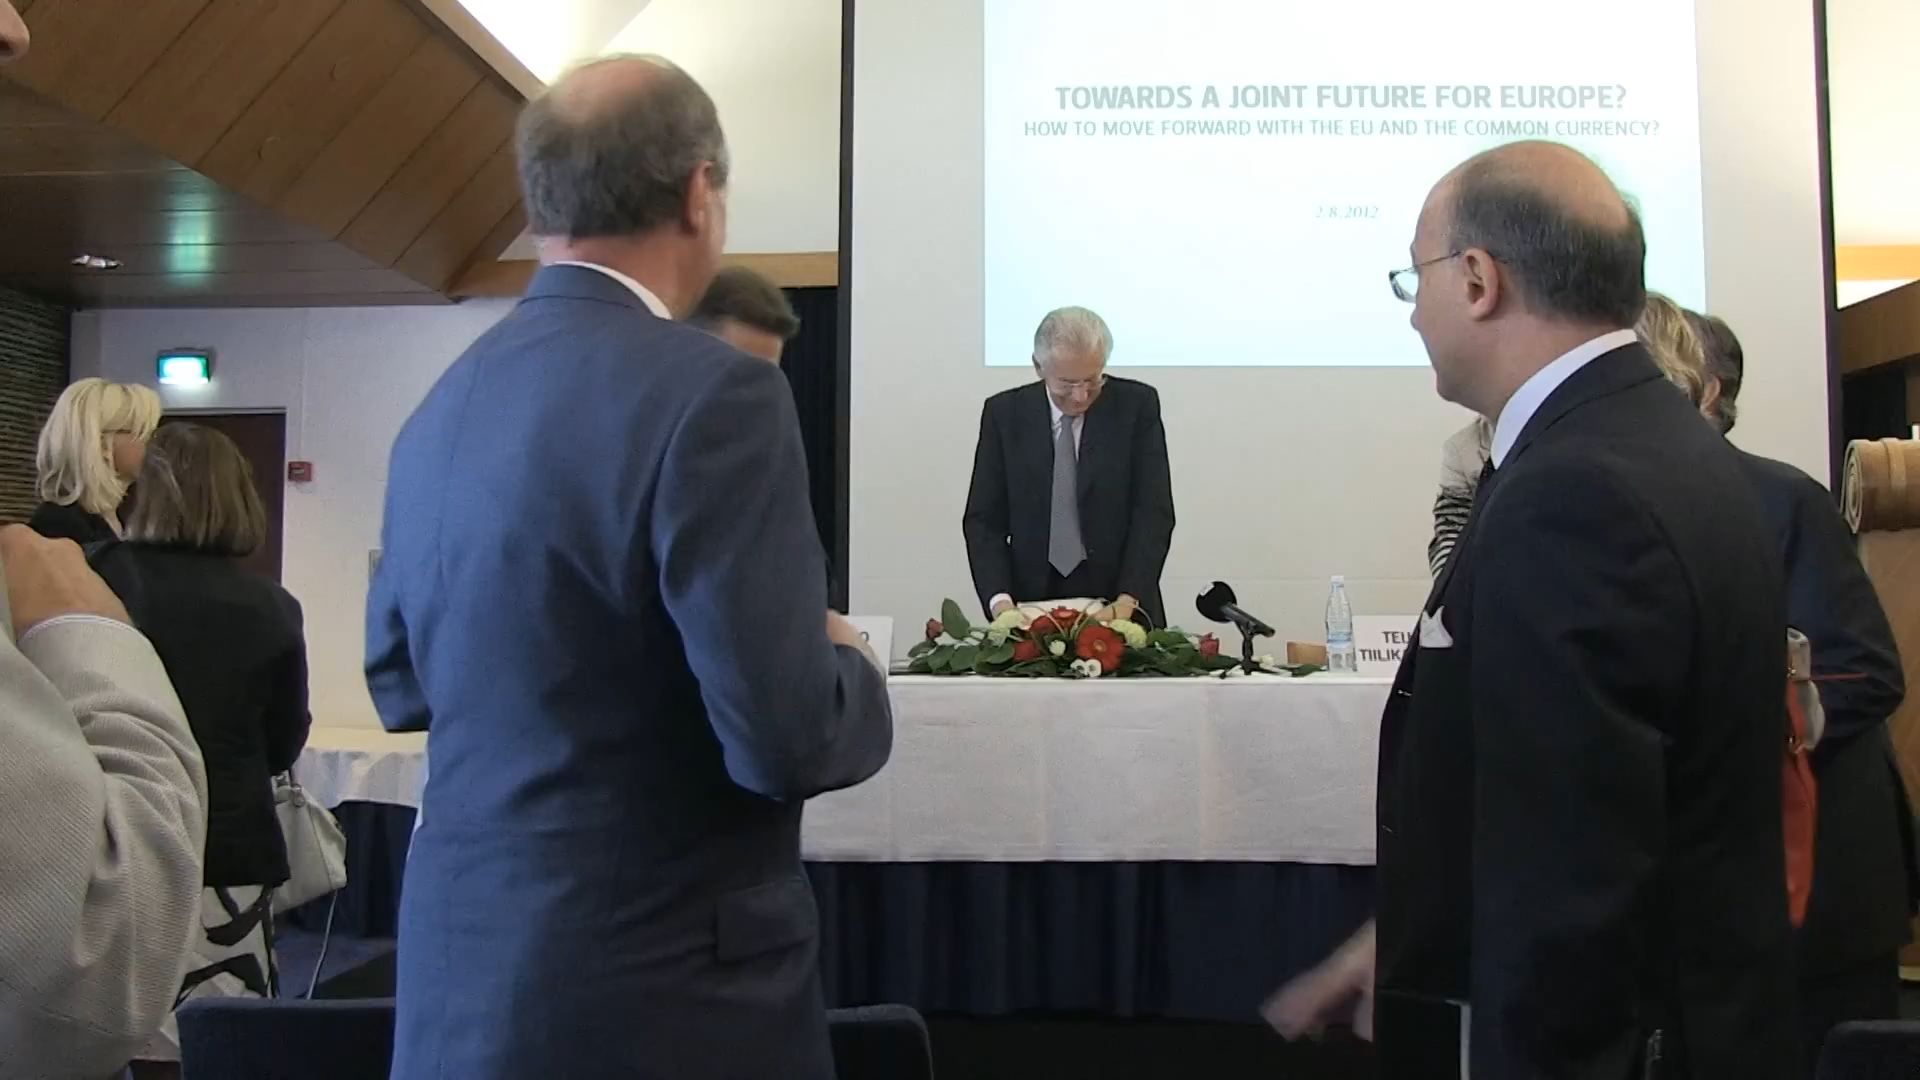 TOWARDS A JOINT FUTURE FOR EUROPE?
HOW TO MOVE FORWARD WITH THE EU AND THE COMMON CURRENCY?
2.8.2012